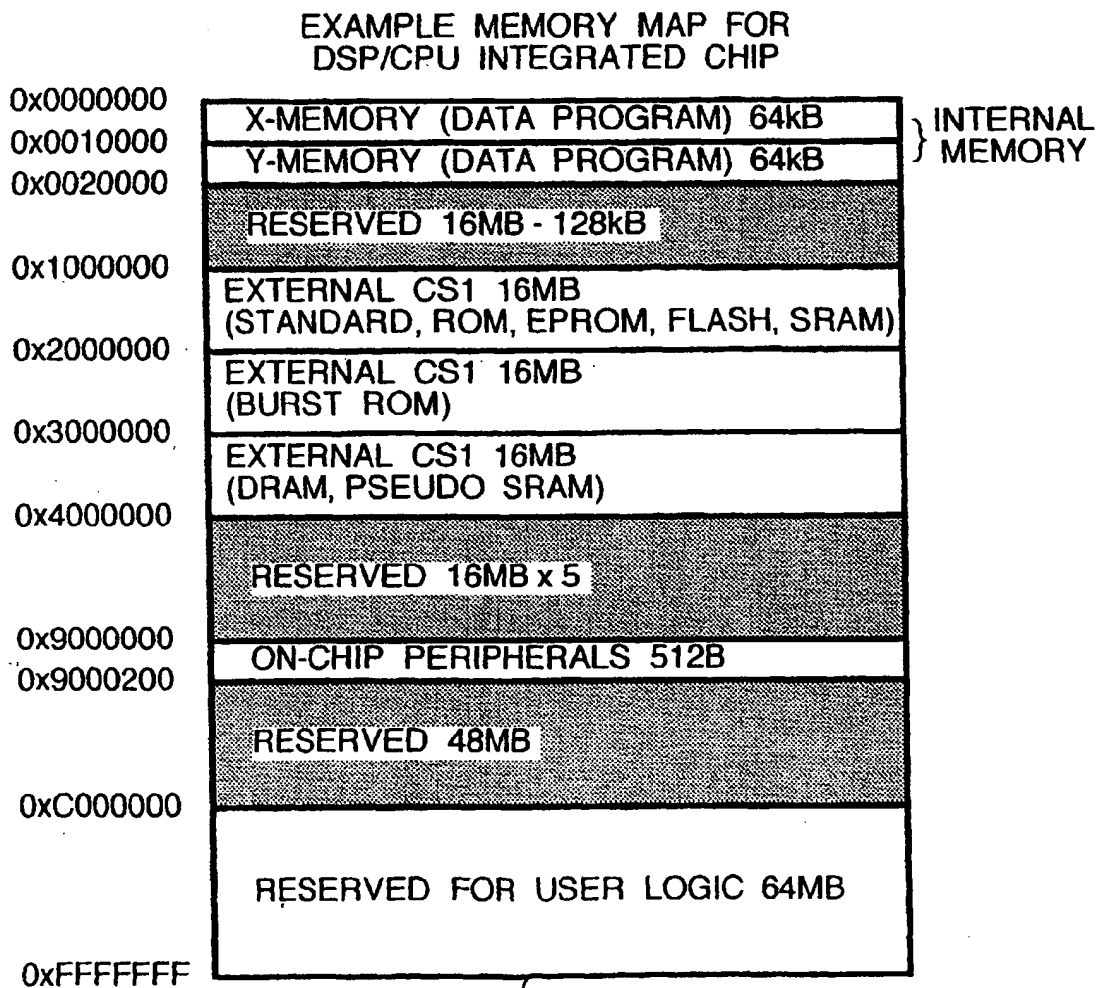 EXAMPLE MEMORY MAP FOR
DSP/CPU INTEGRATED CHIP
0x0000000
X-MEMORY (DATA PROGRAM) 64kB
INTERNAL
MEMORY
0x0010000
Y-MEMORY (DATA PROGRAM) 64kB
0x0020000
RESERVED 16MB - 128kB
0x1000000
EXTERNAL CS1 16MB
(STANDARD, ROM, EPROM, FLASH, SRAM)
0x2000000
EXTERNAL CS1 16MB
(BURST ROM)
0x3000000
EXTERNAL CS1 16MB
(DRAM, PSEUDO SRAM)
0x4000000
RESERVED 16MB x 5
0x9000000
ON-CHIP PERIPHERALS 512B
0x9000200
RESERVED 48MB
0xC000000
RESERVED FOR USER LOGIC 64MB
0xFFFFFFF